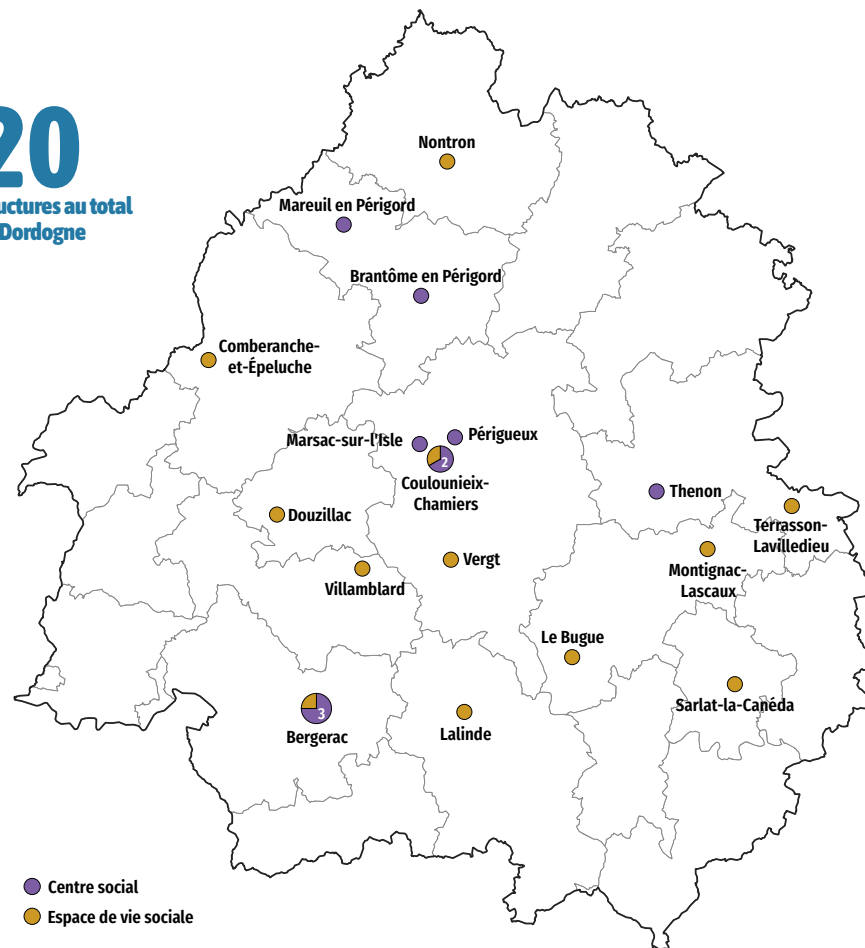 20
au total
Dordogne
Nontron
Mareuil en Périgord
Brantôme en Périgord
Comberanche-
et-Épeluche
Marsac-sur-l'Isle
Périgueux
2
Coulounieix-
Chamiers
Thenon
Douzillac
Terrasson-
Lavilledieu
Vergt
Montignac-
Lascaux
Villamblard
Le Bugue
Sarlat-la-Canéda
3
Bergerac
Lalinde
Centre social
Espace de vie sociale